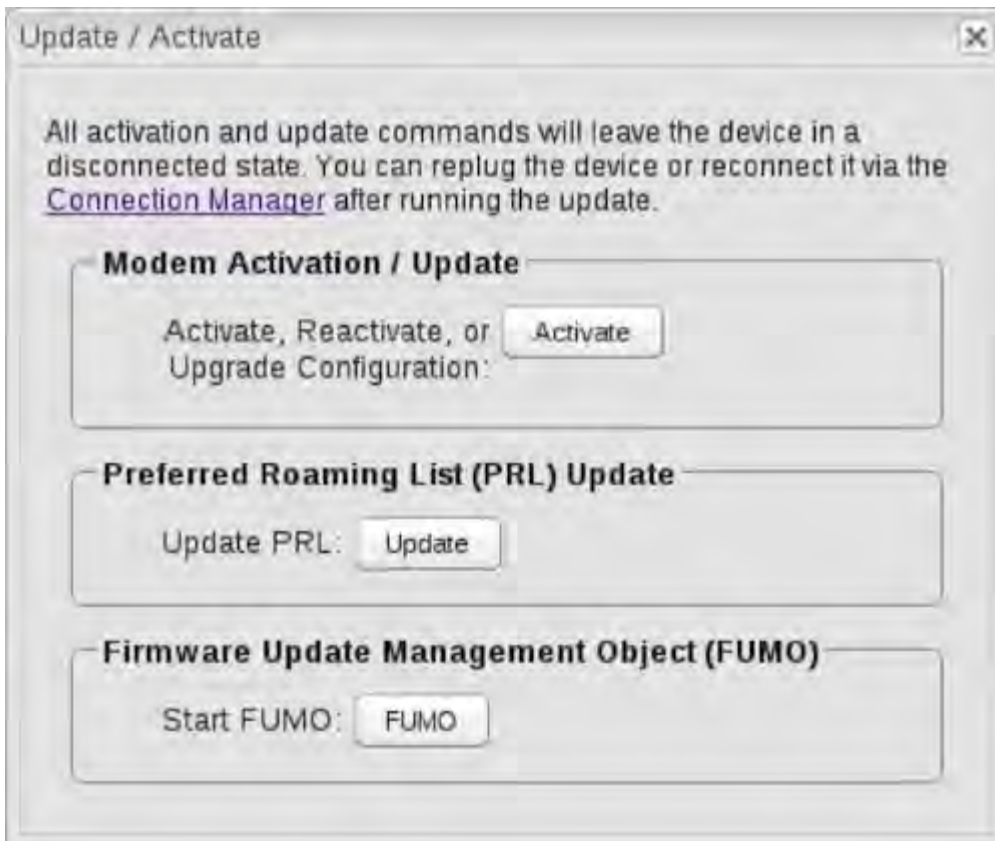 Update / Activate
All activation and update commands will leave the device in a
disconnected state. You can replug the device or reconnect it via the
Connection Manager after running the update.
Modem Activation / Update
Activate, Reactivate, or Activate
Upgrade Configuration:
Preferred Roaming List (PRL) Update
Update PRL: Update
Firmware Update Management Object (FUMO)
Start FUMO: FUMO